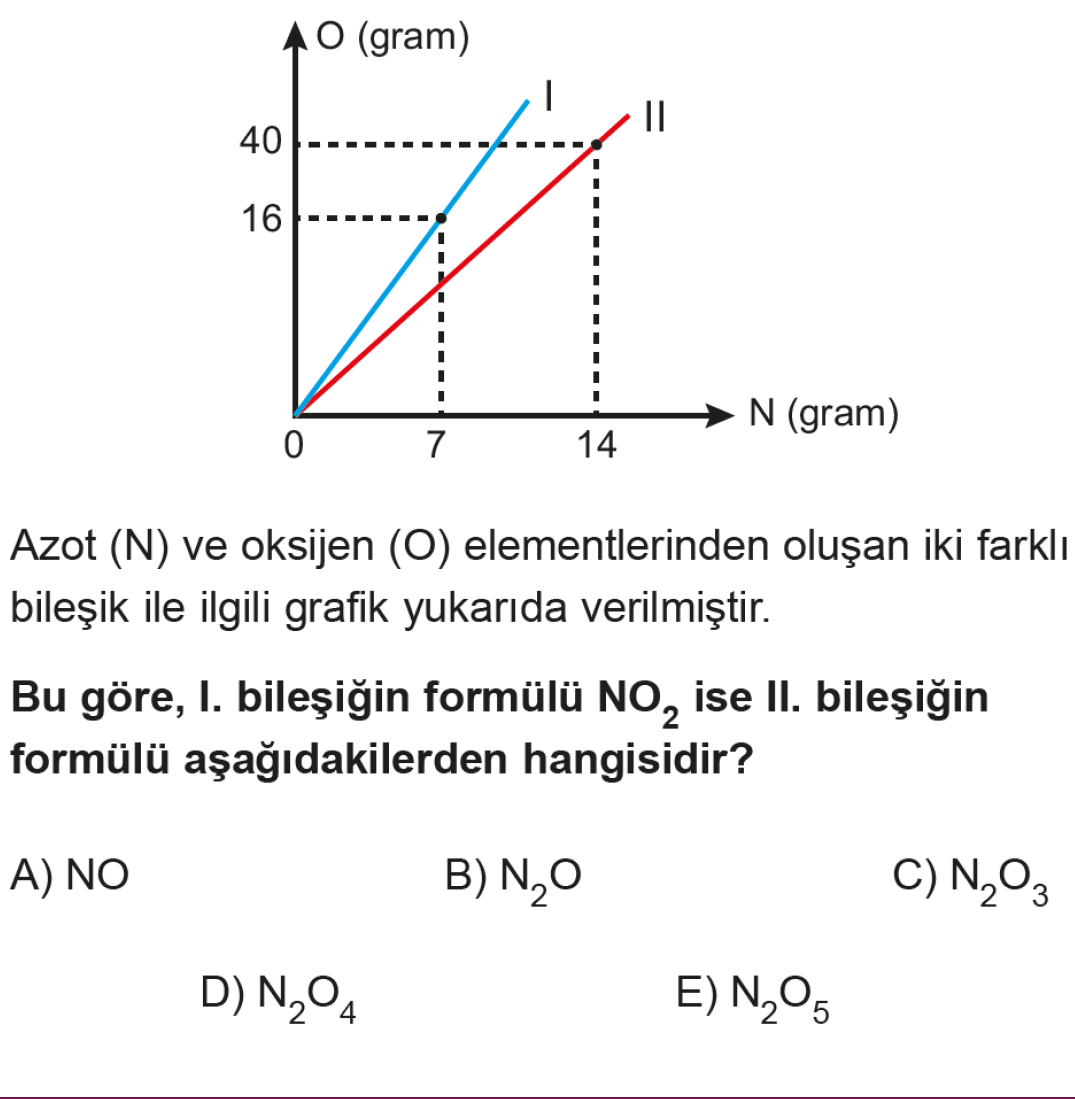 O (gram)
I
II
40
16
N (gram)
0
7
14
Azot (N) ve oksijen (O) elementlerinden oluşan iki farklı
bileşik ile ilgili grafik yukarıda verilmiştir.
Bu göre, I. bileşiğin formülü NO₂ ise II. bileşiğin
formülü aşağıdakilerden hangisidir?
A) NO B) N₂O C) N₂O₃
D) N₂O₄ E) N₂O₅